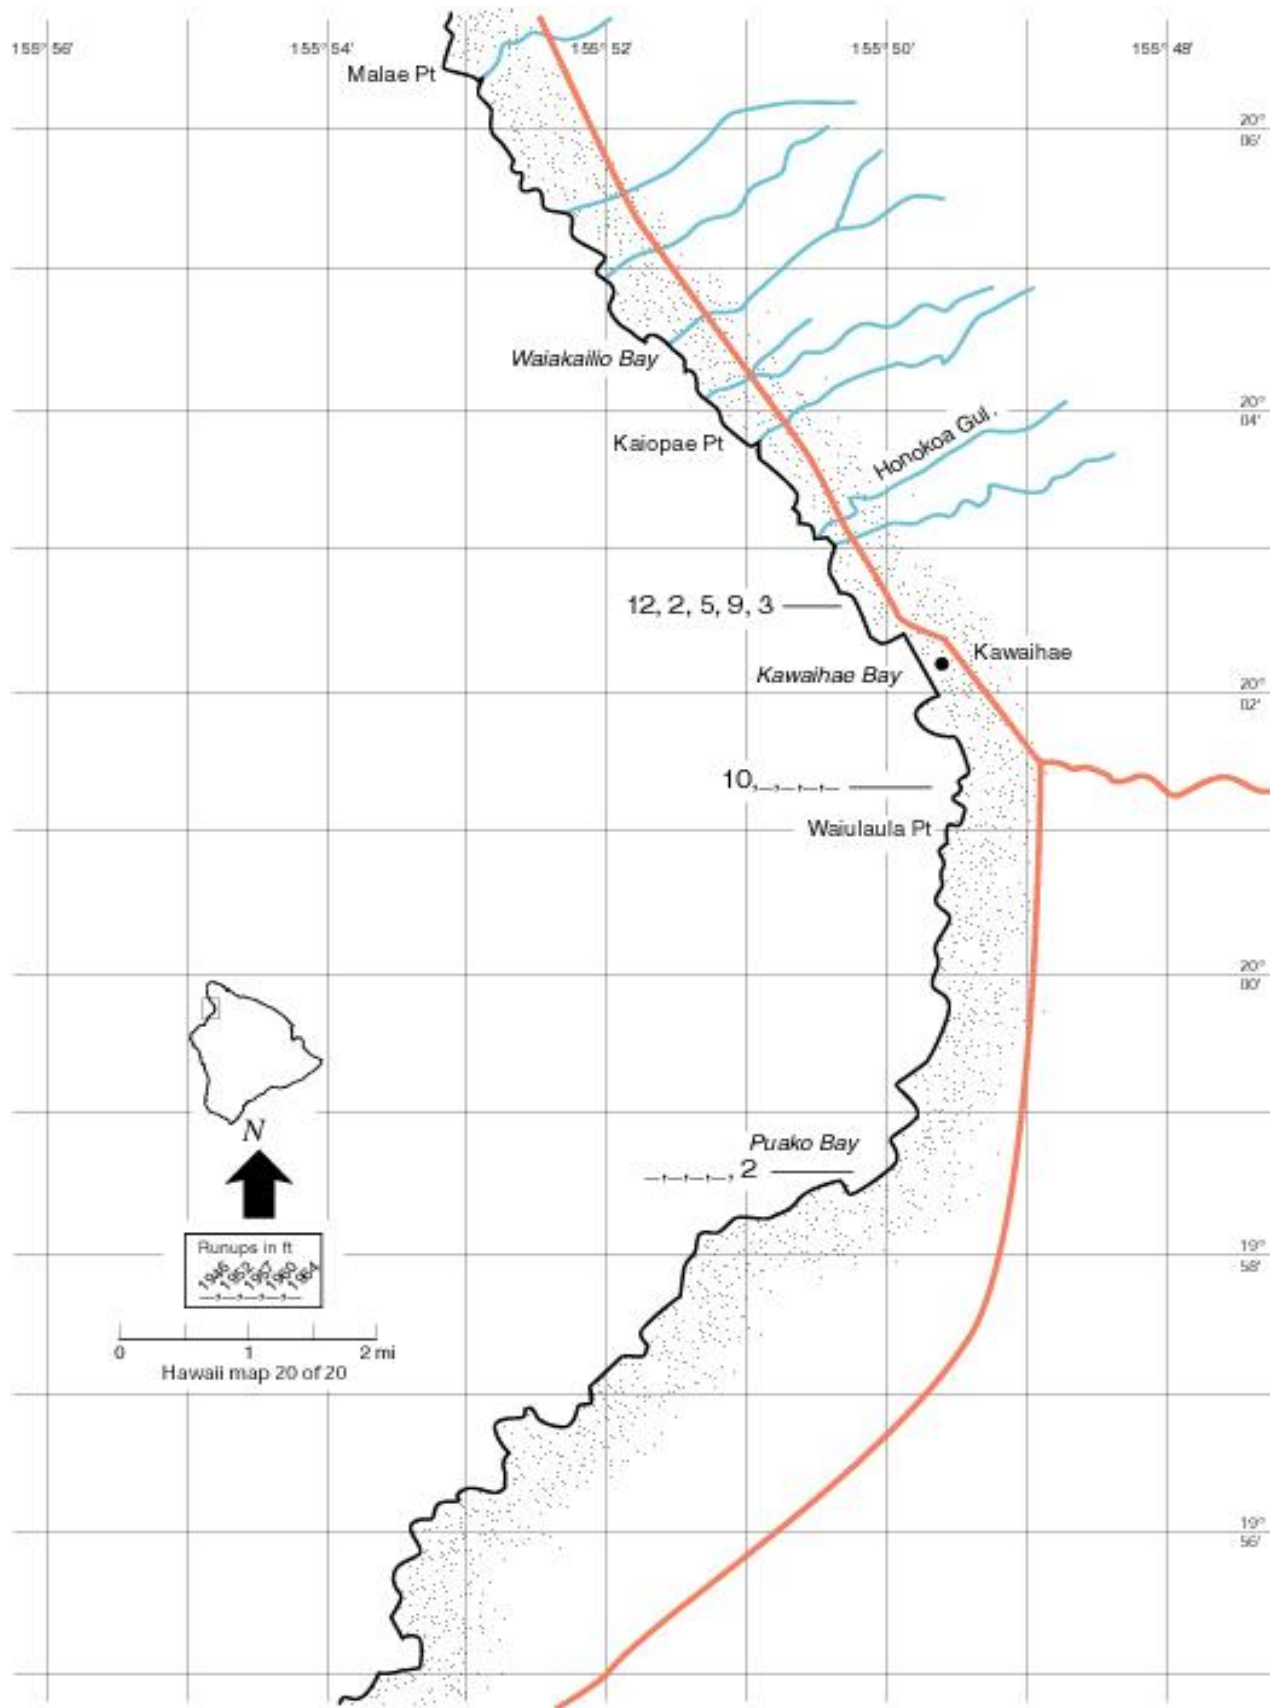 155° 56'
155° 54'
155° 52'
155° 50'
155° 48'
Malae Pt
20°
06'
Waiakailio Bay
20°
04'
Kaiopae Pt
Honokoa Gul.
12, 2, 5, 9, 3
Kawaihae
Kawaihae Bay
20°
02'
10,–,–,–,–
Waiulaula Pt
20°
00'
N
Puako Bay
–,–,–,–, 2
Runups in ft
1946 1952 1957 1960 1964
–,–,–,–,–
19°
58'
0 1 2 mi
Hawaii map 20 of 20
19°
56'